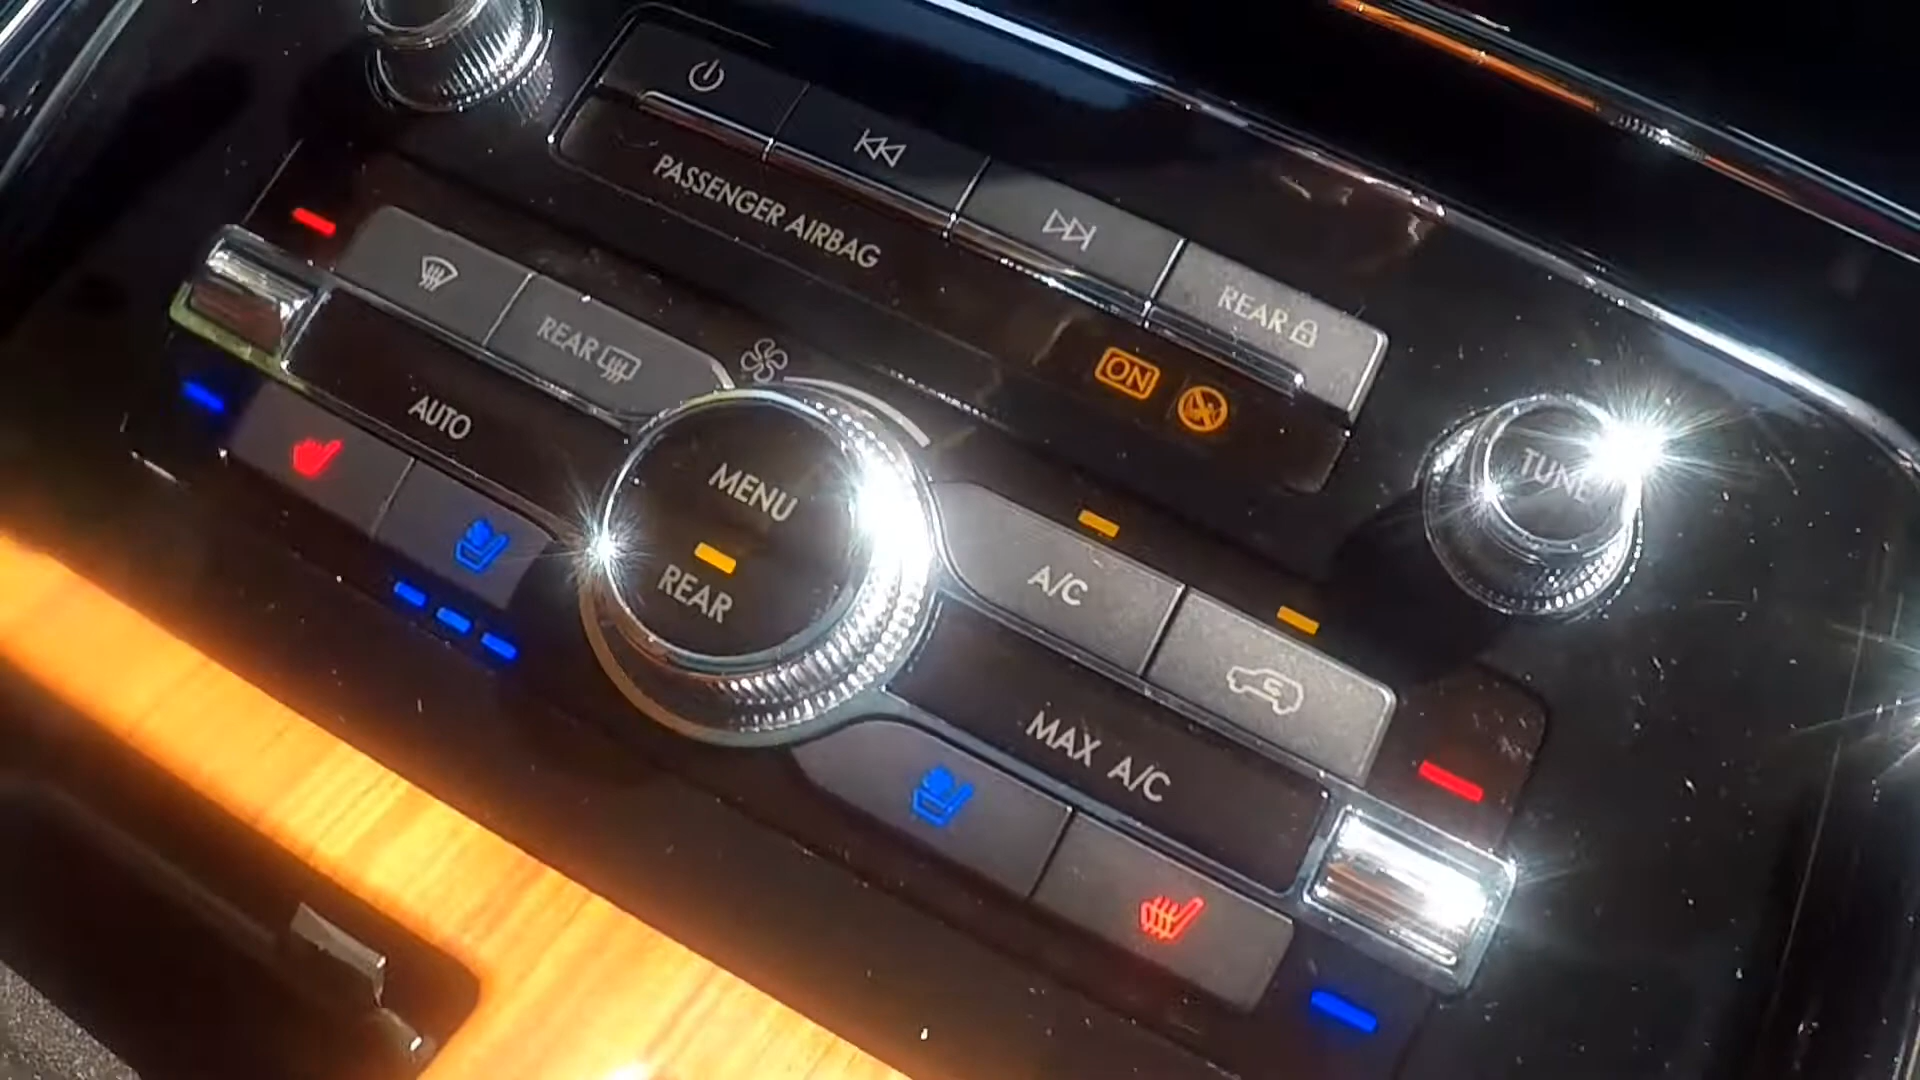 PASSENGER AIRBAG
REAR
ON
REAR
AUTO
MENU
REAR
TUNE
A/C
MAX A/C